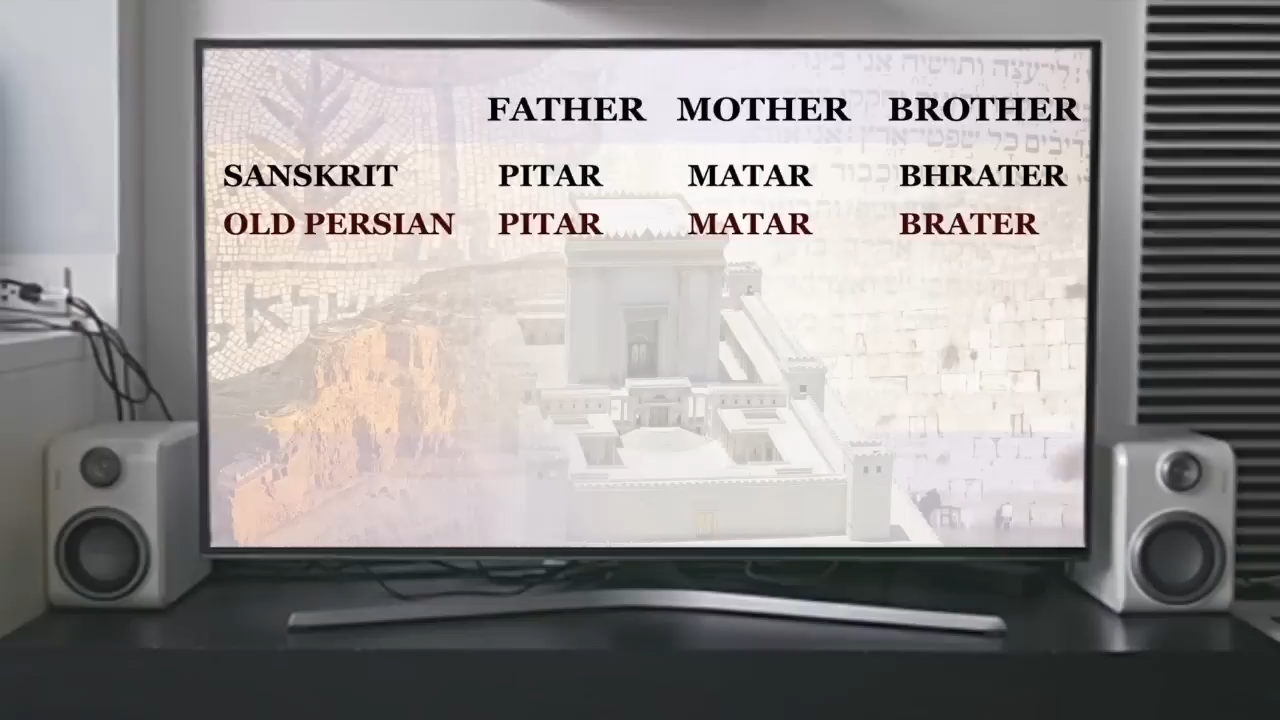 FATHER MOTHER BROTHER
SANSKRIT PITAR MATAR BHRATER
OLD PERSIAN PITAR MATAR BRATER